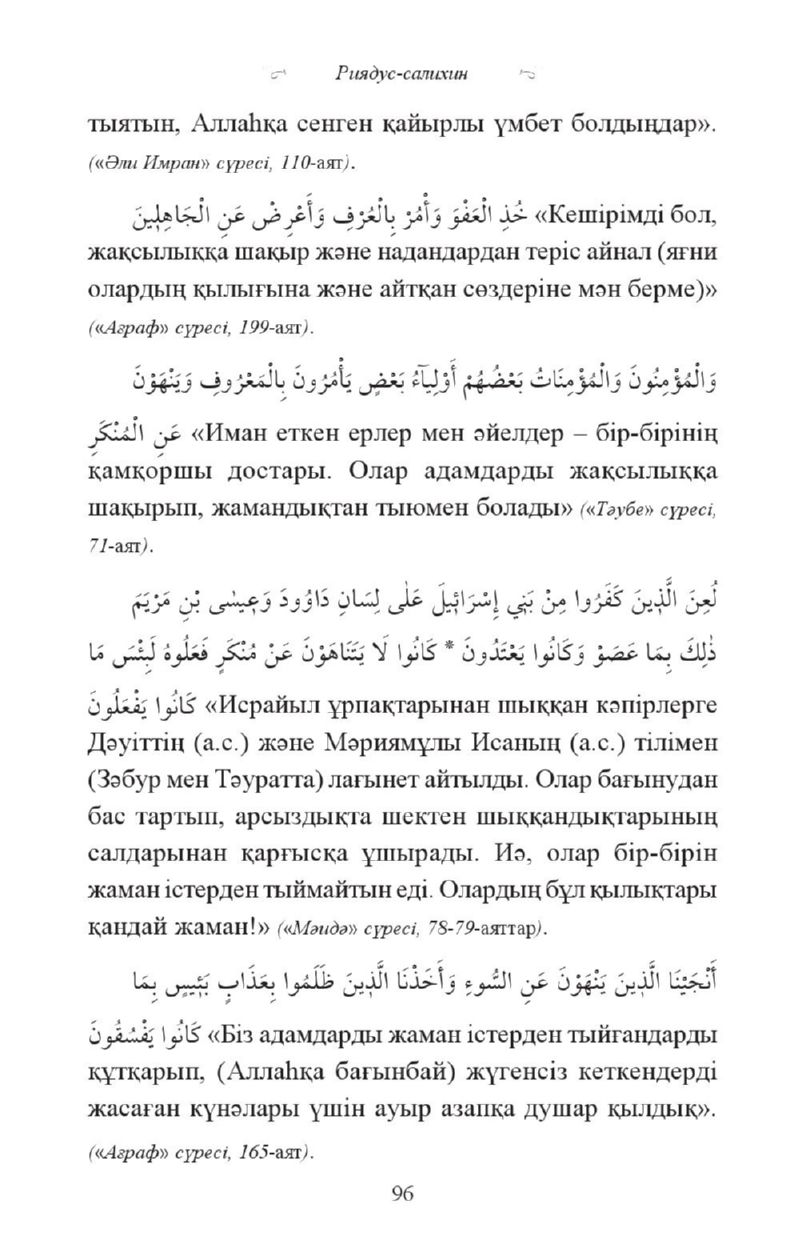 Риядус-салихин
тыятын, Аллаһқа сенген қайырлы үмбет болдыңдар».
(«Әли Имран» сүресі, 110-аят).
خُذِ الْعَفْوَ وَأْمُرْ بِالْعُرْفِ وَأَعْرِضْ عَنِ الْجَاهِلِينَ «Кешірімді бол,
жақсылыққа шақыр және надандардан теріс айнал (яғни
олардың қылығына және айтқан сөздеріне мән берме)»
(«Ағраф» сүресі, 199-аят).
وَالْمُؤْمِنُونَ وَالْمُؤْمِنَاتُ بَعْضُهُمْ أَوْلِيَآءُ بَعْضٍ يَأْمُرُونَ بِالْمَعْرُوفِ وَيَنْهَوْنَ
عَنِ الْمُنْكَرِ «Иман еткен ерлер мен әйелдер – бір-бірінің
қамқоршы достары. Олар адамдарды жақсылыққа
шақырып, жамандықтан тыюмен болады» («Тәубе» сүресі,
71-аят).
لُعِنَ الَّذِينَ كَفَرُوا مِنْ بَنِي إِسْرَائِيلَ عَلٰى لِسَانِ دَاوُودَ وَعِيسٰى بْنِ مَرْيَمَ
ذٰلِكَ بِمَا عَصَوْ وَكَانُوا يَعْتَدُونَ * كَانُوا لَا يَتَنَاهَوْنَ عَنْ مُنْكَرٍ فَعَلُوهُ لَبِئْسَ مَا
كَانُوا يَفْعَلُونَ «Исрайыл ұрпақтарынан шыққан кәпірлерге
Дәуіттің (а.с.) және Мәриямұлы Исаның (а.с.) тілімен
(Зәбур мен Тәуратта) лағынет айтылды. Олар бағынудан
бас тартып, арсыздықта шектен шыққандықтарының
салдарынан қарғысқа ұшырады. Иә, олар бір-бірін
жаман істерден тыймайтын еді. Олардың бұл қылықтары
қандай жаман!» («Мәидә» сүресі, 78-79-аяттар).
أَنْجَيْنَا الَّذِينَ يَنْهَوْنَ عَنِ السُّوءِ وَأَخَذْنَا الَّذِينَ ظَلَمُوا بِعَذَابٍ بَئِيسٍ بِمَا
كَانُوا يَفْسُقُونَ «Біз адамдарды жаман істерден тыйғандарды
құтқарып, (Аллаһқа бағынбай) жүгенсіз кеткендерді
жасаған күнәлары үшін ауыр азапқа душар қылдық».
(«Ағраф» сүресі, 165-аят).
96